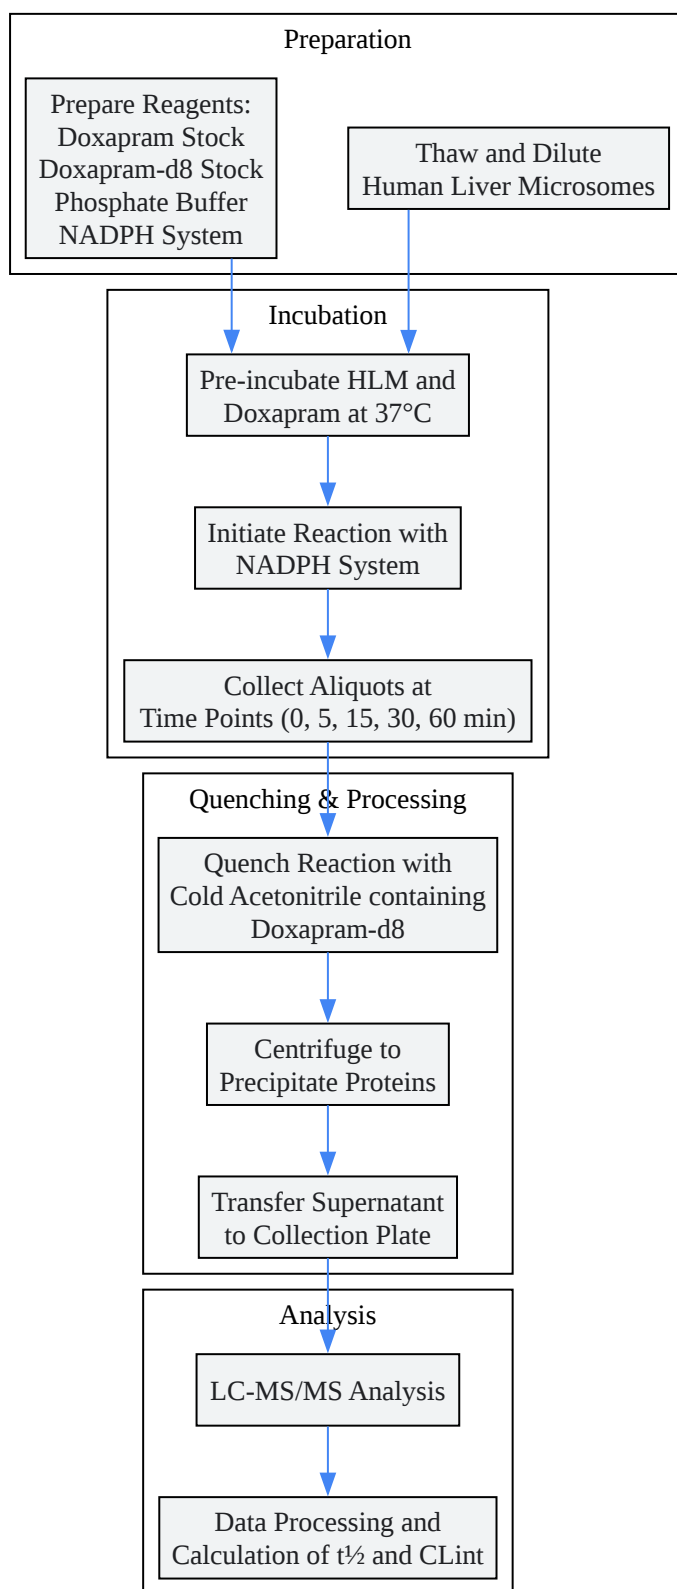 Preparation
Prepare Reagents:
Doxapram Stock
Doxapram-d8 Stock
Phosphate Buffer
NADPH System
Thaw and Dilute
Human Liver Microsomes
Incubation
Pre-incubate HLM and
Doxapram at 37°C
Initiate Reaction with
NADPH System
Collect Aliquots at
Time Points (0, 5, 15, 30, 60 min)
Quenching & Processing
Quench Reaction with
Cold Acetonitrile containing
Doxapram-d8
Centrifuge to
Precipitate Proteins
Transfer Supernatant
to Collection Plate
Analysis
LC-MS/MS Analysis
Data Processing and
Calculation of t½ and CLint